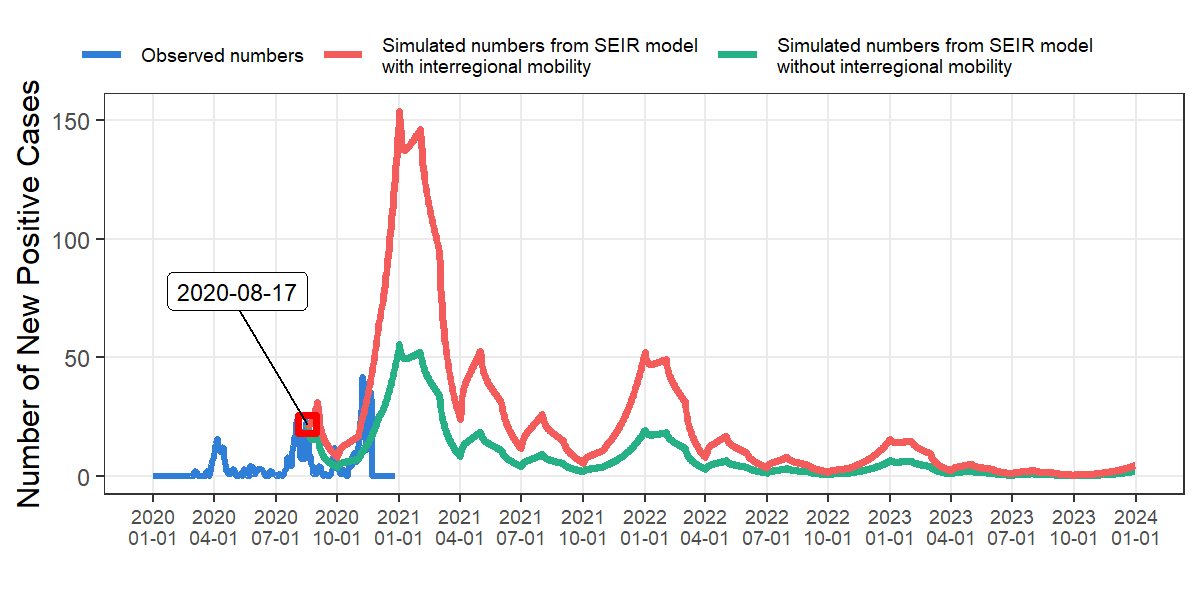 Observed numbers
Simulated numbers from SEIR model
with interregional mobility
Simulated numbers from SEIR model
without interregional mobility
Number of New Positive Cases
150
100
50
0
2020-08-17
2020 2020 2020 2020 2021 2021 2021 2021 2022 2022 2022 2022 2023 2023 2023 2023 2024
01-01 04-01 07-01 10-01 01-01 04-01 07-01 10-01 01-01 04-01 07-01 10-01 01-01 04-01 07-01 10-01 01-01